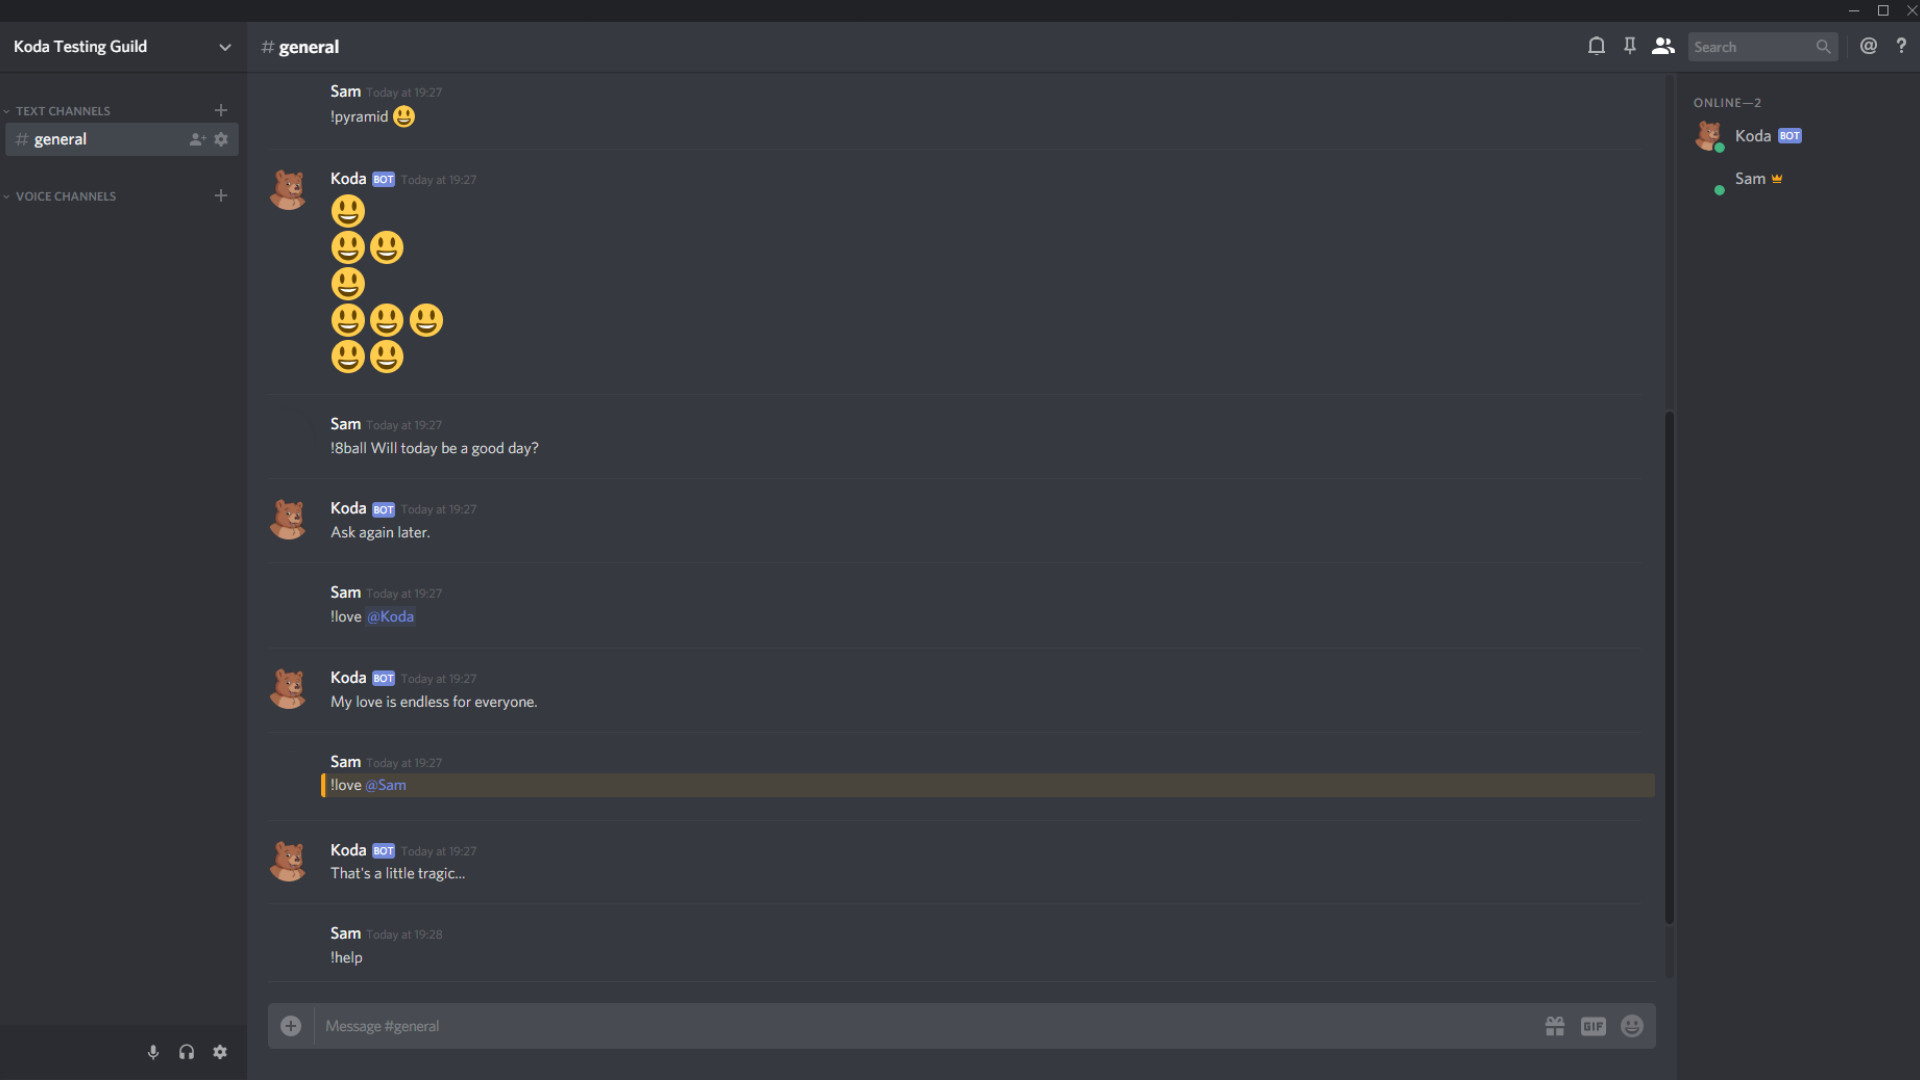 Koda Testing Guild
TEXT CHANNELS
# general
VOICE CHANNELS
# general
Search
@ ?
Sam Today at 19:27
!pyramid 😃
Koda BOT Today at 19:27
😃
😃😃
😃
😃😃😃
😃😃
Sam Today at 19:27
!8ball Will today be a good day?
Koda BOT Today at 19:27
Ask again later.
Sam Today at 19:27
!love @Koda
Koda BOT Today at 19:27
My love is endless for everyone.
Sam Today at 19:27
!love @Sam
Koda BOT Today at 19:27
That's a little tragic...
Sam Today at 19:28
!help
Message #general
GIF
ONLINE—2
Koda BOT
Sam